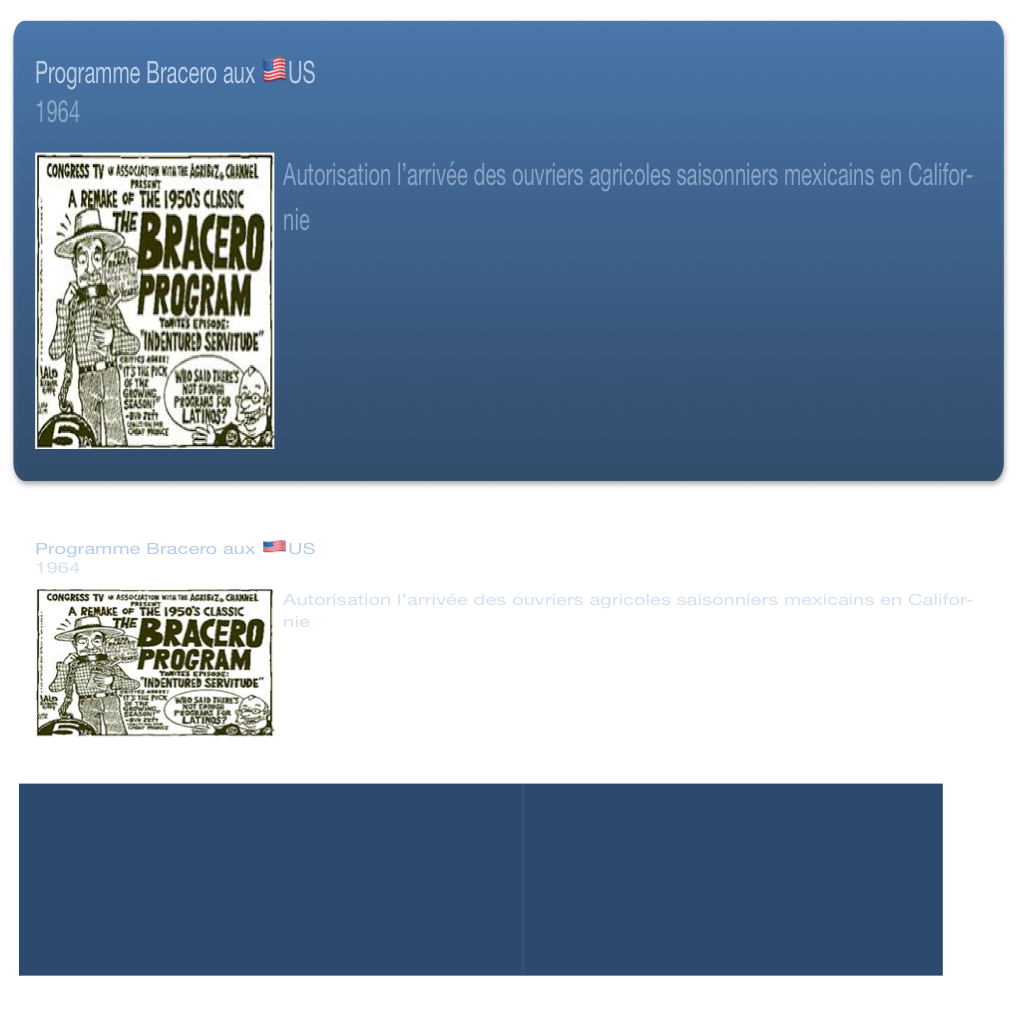 Programme Bracero aux 🇺🇸US
1964
CONGRESS TV IN ASSOCIATION WITH THE AGRIBIZ CHANNEL
PRESENT
A REMAKE OF THE 1950'S CLASSIC
THE
BRACERO
PROGRAM
TONITE'S EPISODE:
"INDENTURED SERVITUDE"
CRITICS AGREE!
"IT'S THE PICK
OF THE
GROWING
SEASON!"
-BUD ZEFF
COALITION FOR
CHEAP PRODUCE
WHO SAID THERE'S
NOT ENOUGH
PROGRAMS FOR
LATINOS?
LALO
5
Autorisation l’arrivée des ouvriers agricoles saisonniers mexicains en Califor-
nie
Programme Bracero aux 🇺🇸US
1964
CONGRESS TV IN ASSOCIATION WITH THE AGRIBIZ CHANNEL
PRESENT
A REMAKE OF THE 1950'S CLASSIC
THE
BRACERO
PROGRAM
TONITE'S EPISODE:
"INDENTURED SERVITUDE"
CRITICS AGREE!
"IT'S THE PICK
OF THE
GROWING
SEASON!"
-BUD ZEFF
COALITION FOR
CHEAP PRODUCE
WHO SAID THERE'S
NOT ENOUGH
PROGRAMS FOR
LATINOS?
LALO
5
Autorisation l’arrivée des ouvriers agricoles saisonniers mexicains en Califor-
nie